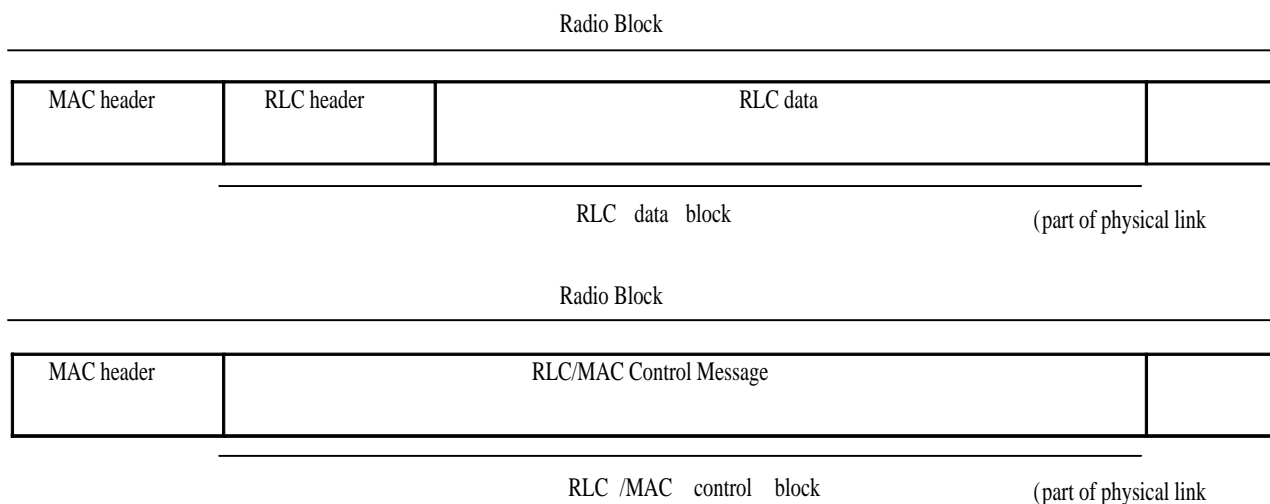 Radio Block
MAC header RLC header RLC data
RLC data block (part of physical link
Radio Block
MAC header RLC/MAC Control Message
RLC /MAC control block (part of physical link